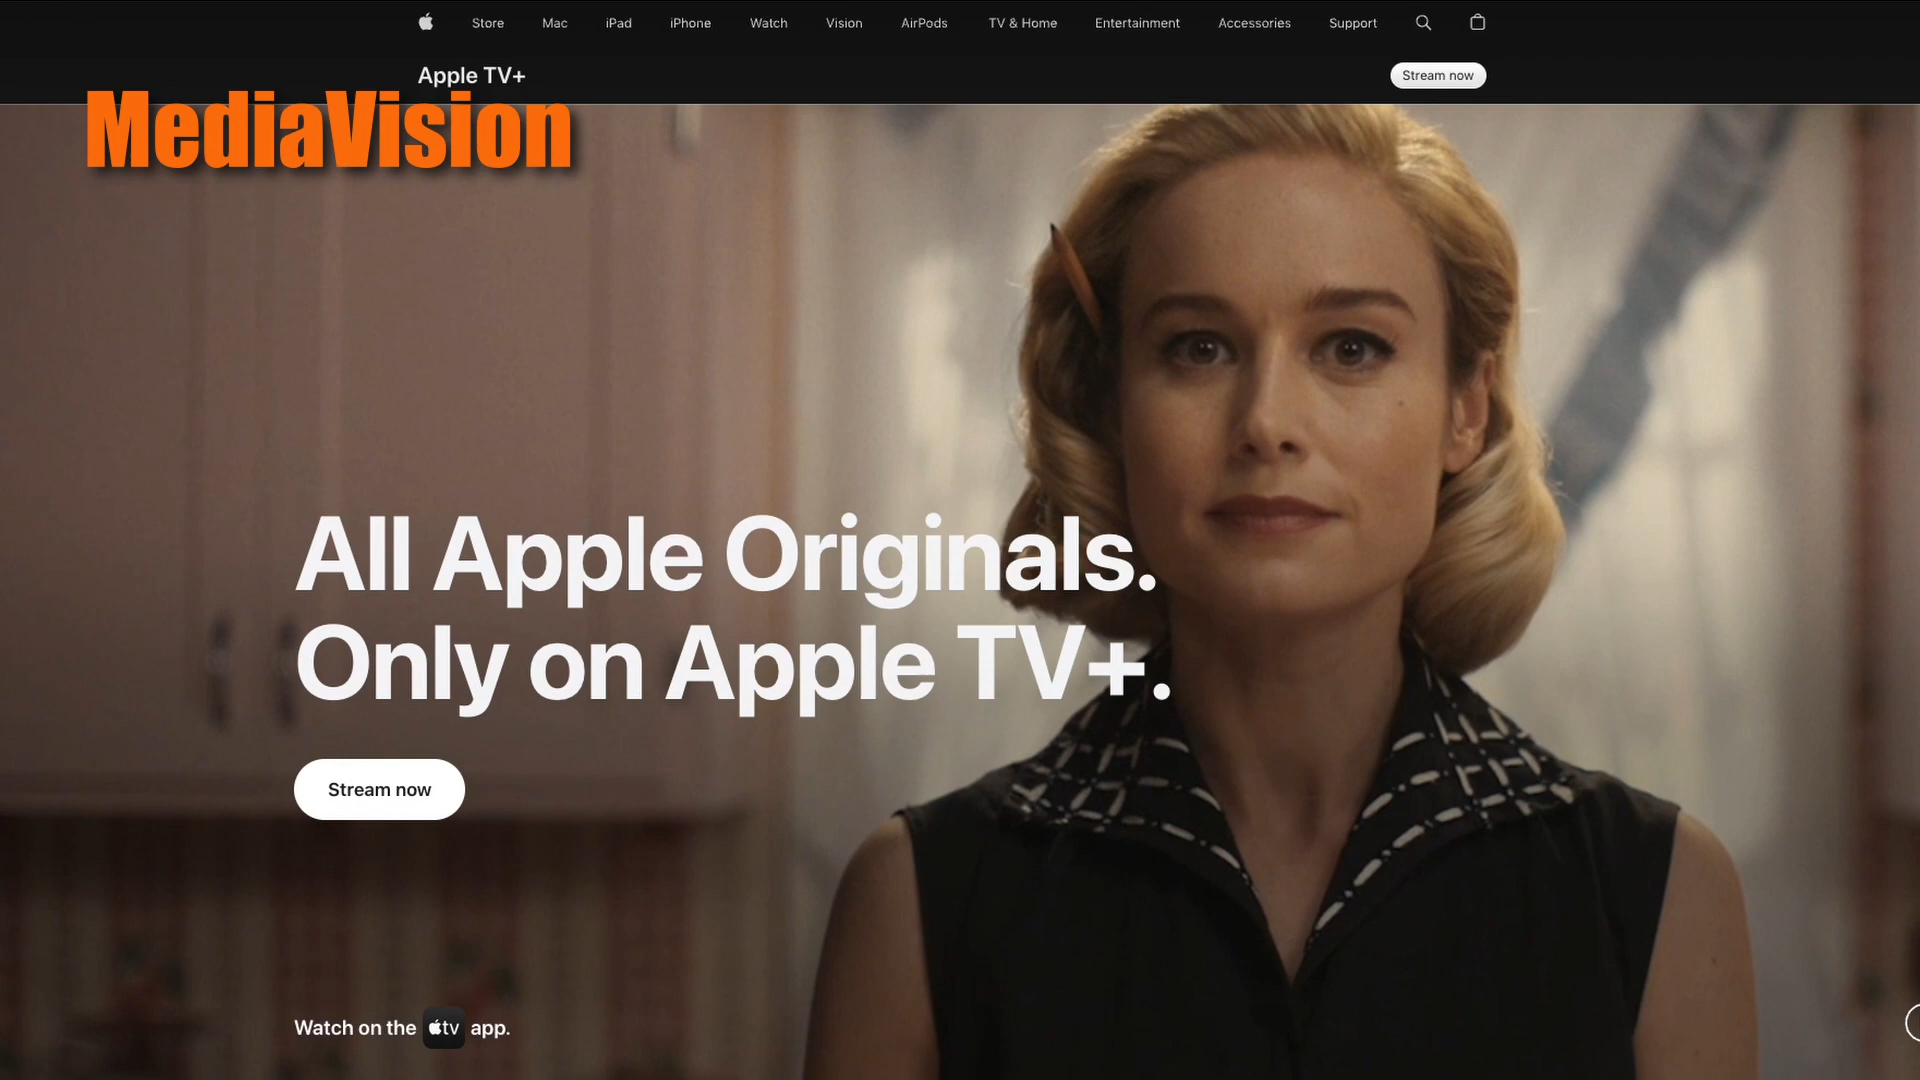 Store Mac iPad iPhone Watch Vision AirPods TV & Home Entertainment Accessories Support
Apple TV+ Stream now
MediaVision
All Apple Originals.
Only on Apple TV+.
Stream now
Watch on the tv app.